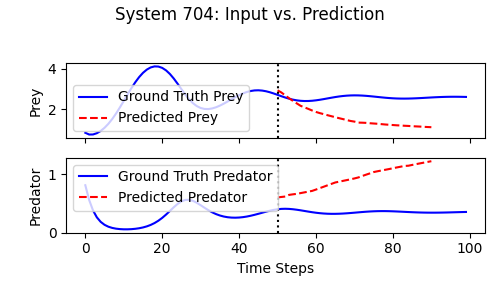 System 704: Input vs. Prediction
4
2
Prey
Ground Truth Prey
Predicted Prey
1
0
Predator
Ground Truth Predator
Predicted Predator
0 20 40 60 80 100
Time Steps